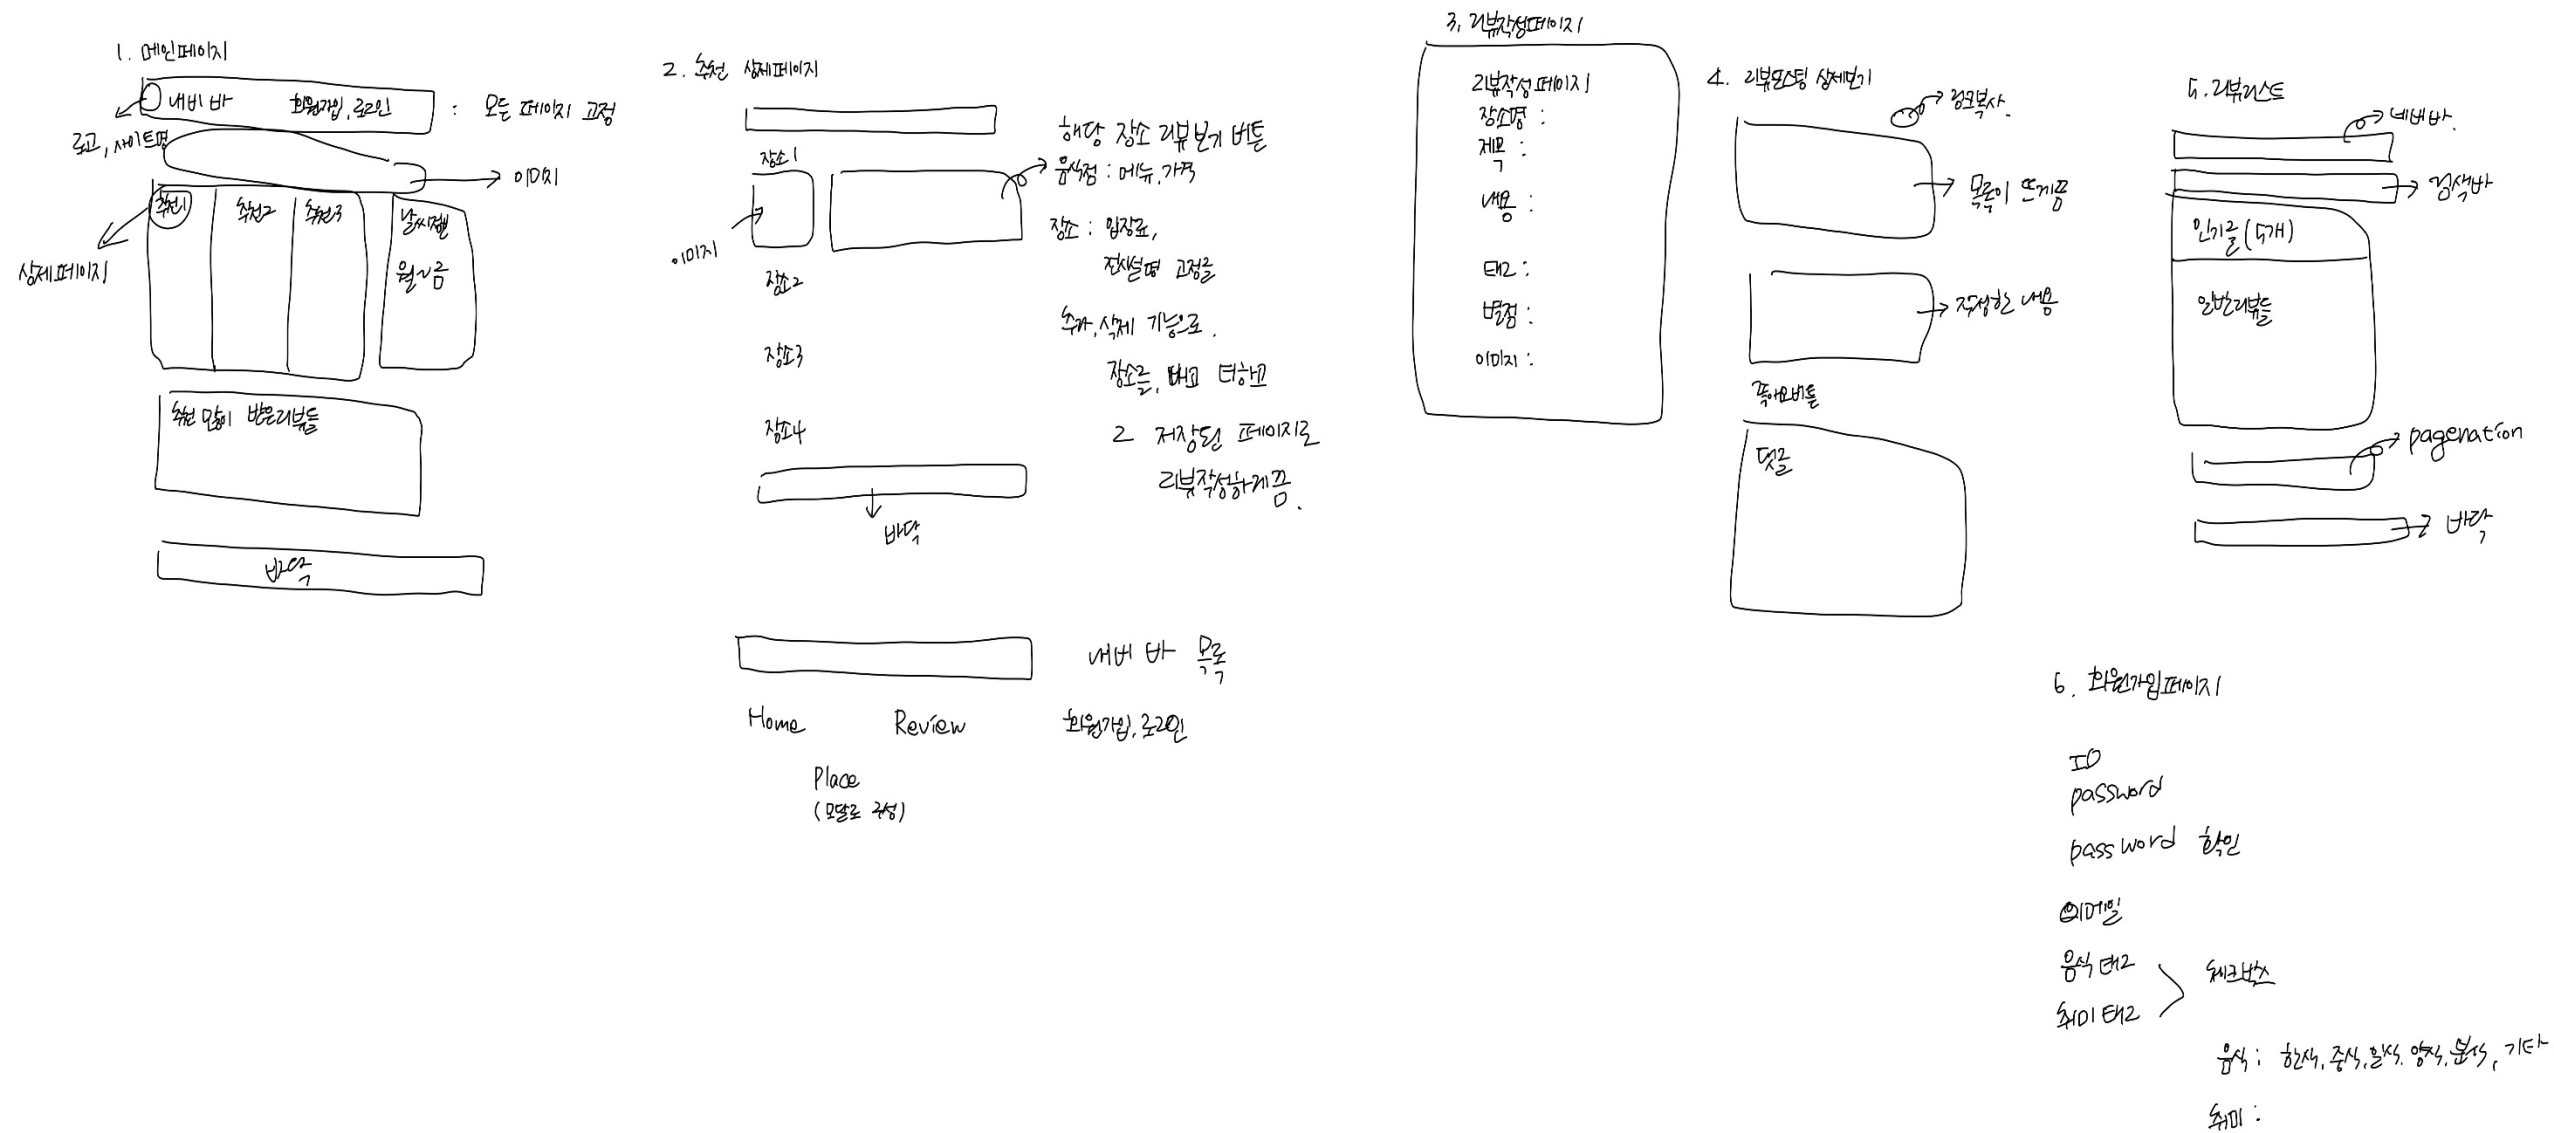 1. 메인페이지
내비 바 회원가입, 로그인 : 모든 페이지 고정
로고, 사이트명
이미지
추천1 추천2 추천3
상세페이지
월~금
추천 많이 받은 리뷰들
바닥
2. 추천 상세페이지
장소1
이미지
해당 장소 리뷰 보기 버튼
음식점 : 메뉴, 가격
장소 : 입장료,
전시설명 고정글
장소2
장소3
장소4
추가, 삭제 기능으로
장소를, 빼고 더하고
그 저장된 페이지로
리뷰작성하게끔.
바닥
네비 바 목록
Home Review 회원가입, 로그인
Place
(모달로 구성)
3. 리뷰작성페이지
리뷰작성페이지
장소명 :
제목 :
내용 :
태그 :
별점 :
이미지 :
4. 리뷰포스팅 상세보기
링크복사.
목록이 뜨게끔
작성한 내용
좋아요버튼
댓글
5. 리뷰리스트
네비바.
검색바
인기글 (5개)
일반리뷰들
pagenation
바닥
6. 회원가입페이지
ID
password
password 확인
이메일
음식 태그
취미 태그
체크박스
음식 : 한식, 중식, 일식, 양식, 분식, 기타
취미 :